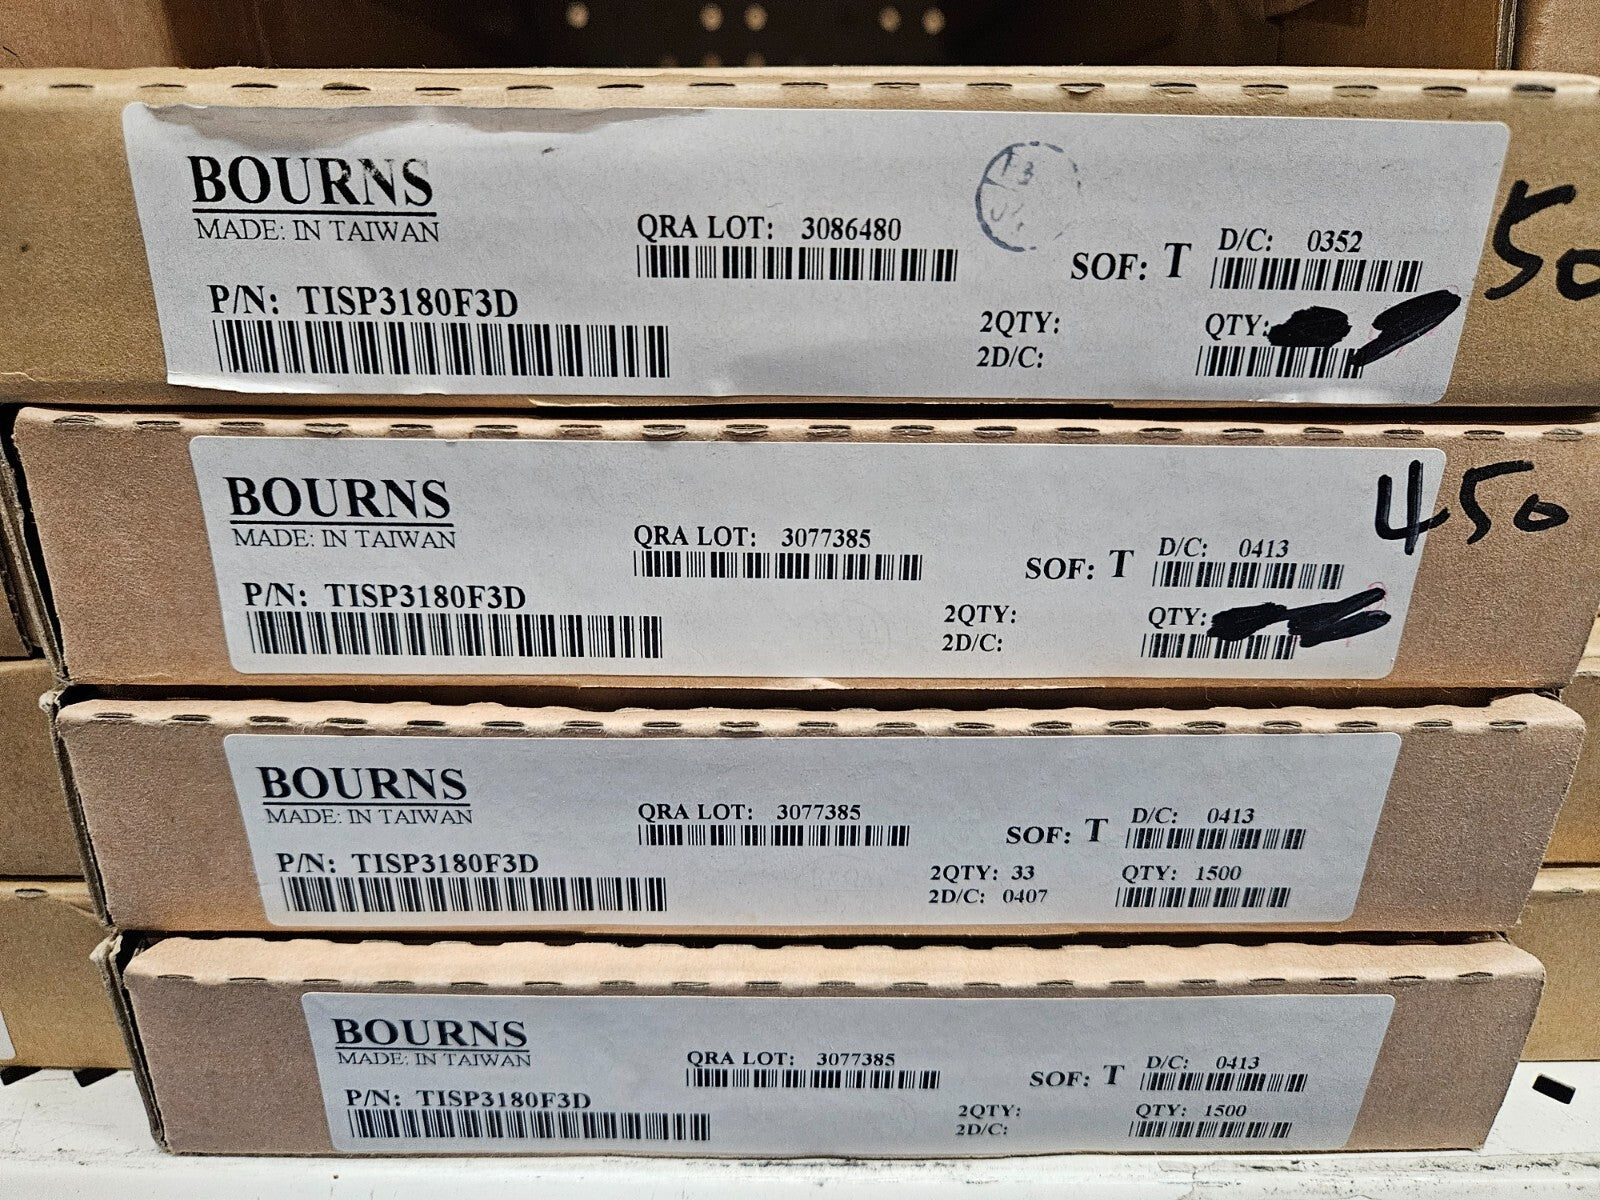 BOURNS
MADE: IN TAIWAN
QRA LOT: 3086480
SOF: T
D/C: 0352
P/N: TISP3180F3D
2QTY:
QTY:
2D/C:
50
BOURNS
MADE: IN TAIWAN
QRA LOT: 3077385
SOF: T
D/C: 0413
450
P/N: TISP3180F3D
2QTY:
QTY:
2D/C:
BOURNS
MADE: IN TAIWAN
QRA LOT: 3077385
SOF: T
D/C: 0413
P/N: TISP3180F3D
2QTY: 33
QTY: 1500
2D/C: 0407
BOURNS
MADE: IN TAIWAN
QRA LOT: 3077385
SOF: T
D/C: 0413
P/N: TISP3180F3D
2QTY:
QTY: 1500
2D/C: